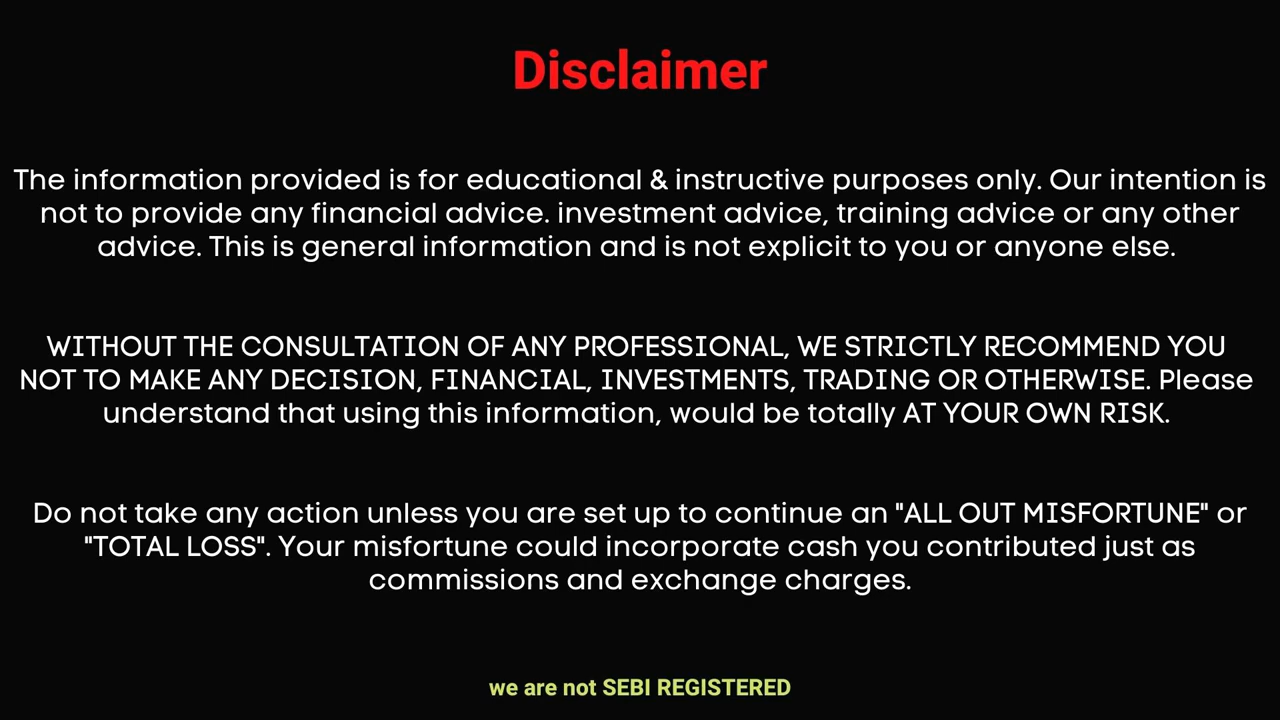 Disclaimer
The information provided is for educational & instructive purposes only. Our intention is
not to provide any financial advice. investment advice, training advice or any other
advice. This is general information and is not explicit to you or anyone else.
WITHOUT THE CONSULTATION OF ANY PROFESSIONAL, WE STRICTLY RECOMMEND YOU
NOT TO MAKE ANY DECISION, FINANCIAL, INVESTMENTS, TRADING OR OTHERWISE. Please
understand that using this information, would be totally AT YOUR OWN RISK.
Do not take any action unless you are set up to continue an "ALL OUT MISFORTUNE" or
"TOTAL LOSS". Your misfortune could incorporate cash you contributed just as
commissions and exchange charges.
we are not SEBI REGISTERED